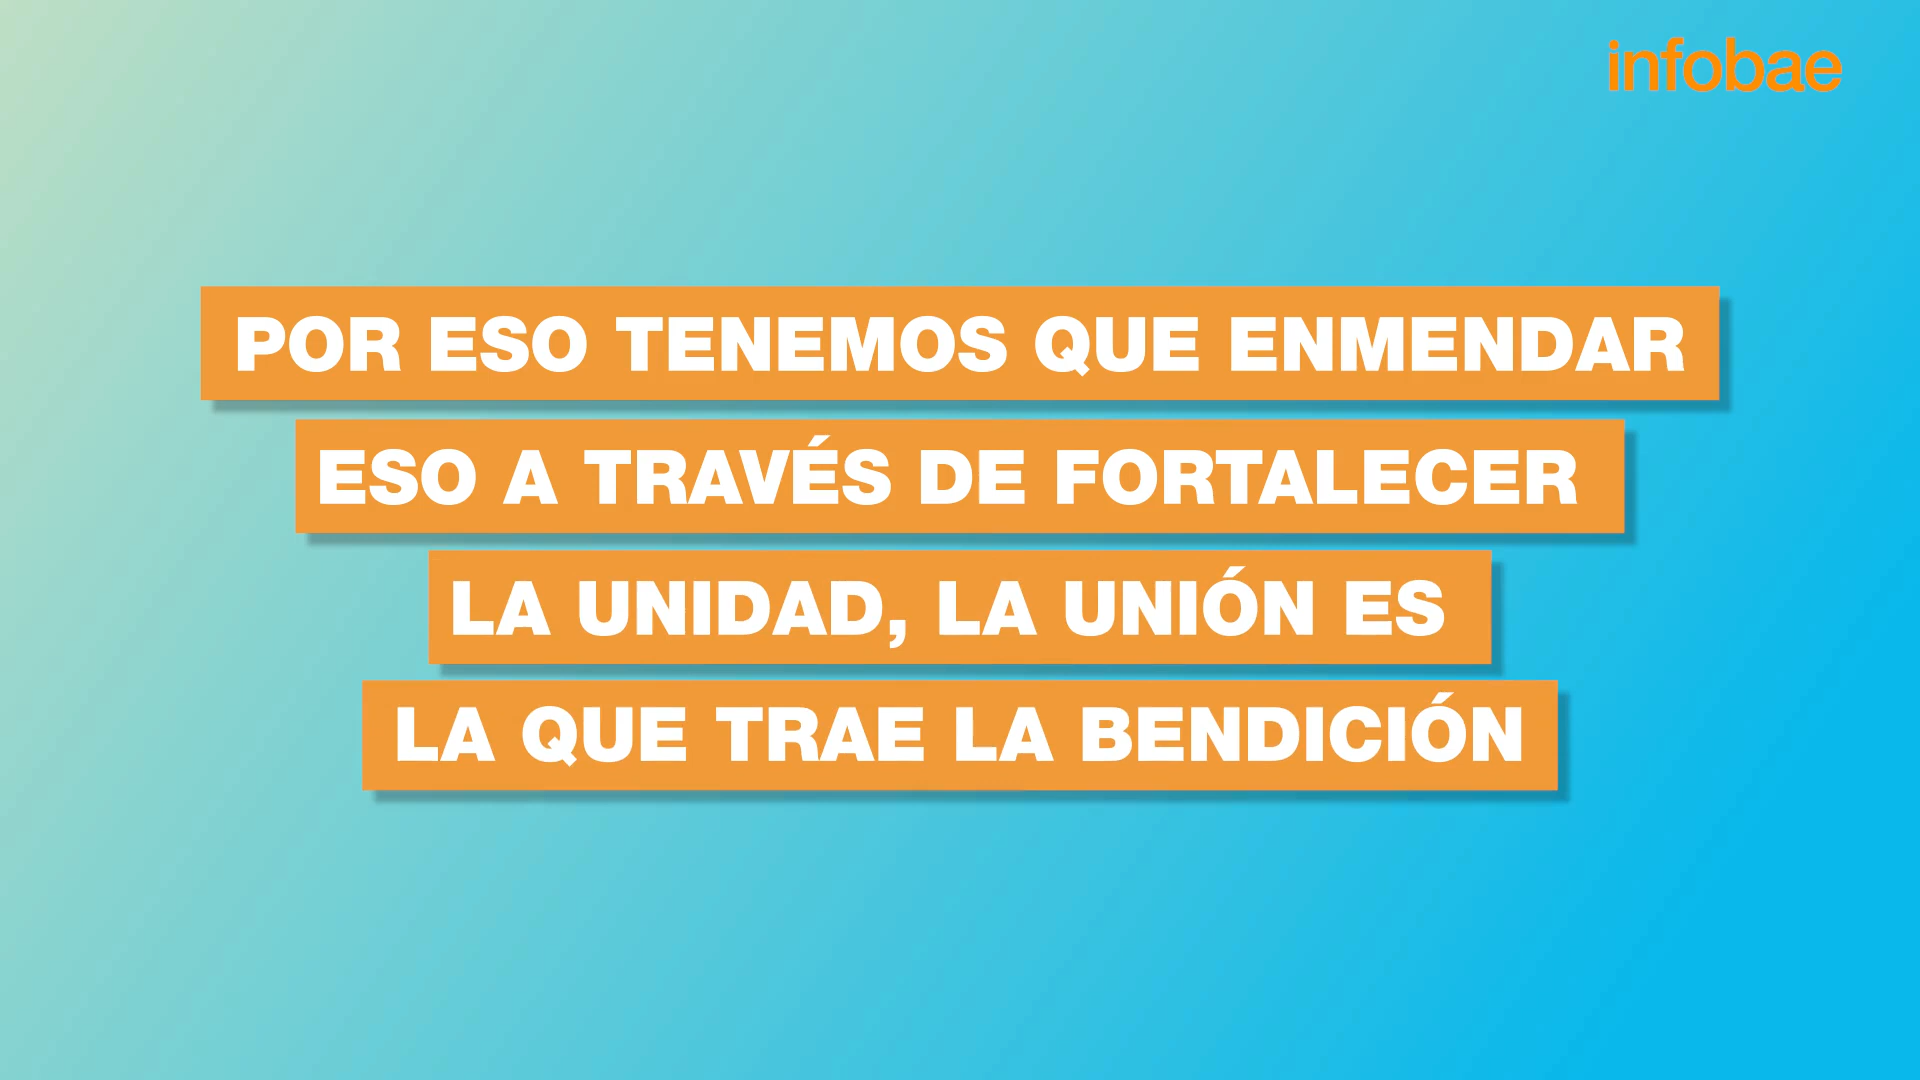 infobae
POR ESO TENEMOS QUE ENMENDAR
ESO A TRAVÉS DE FORTALECER
LA UNIDAD, LA UNIÓN ES
LA QUE TRAE LA BENDICIÓN